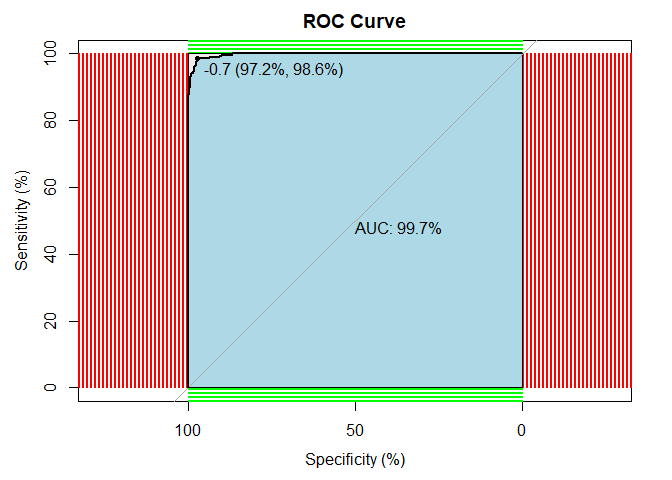 ROC Curve
100
80
60
40
20
0
Sensitivity (%)
-0.7 (97.2%, 98.6%)
AUC: 99.7%
100
50
0
Specificity (%)